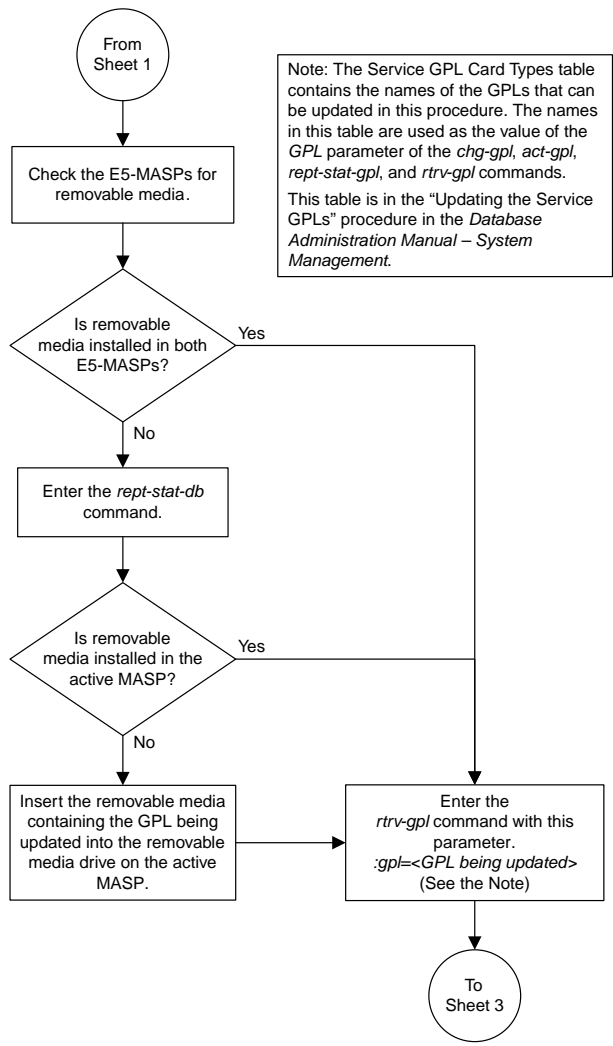 From
Sheet 1
Note: The Service GPL Card Types table
contains the names of the GPLs that can
be updated in this procedure. The names
in this table are used as the value of the
GPL parameter of the chg-gpl, act-gpl,
rept-stat-gpl, and rtrv-gpl commands.
This table is in the “Updating the Service
GPLs” procedure in the Database
Administration Manual – System
Management.
Check the E5-MASPs for
removable media.
Is removable
media installed in both
E5-MASPs?
Yes
No
Enter the rept-stat-db
command.
Is removable
media installed in the
active MASP?
Yes
No
Insert the removable media
containing the GPL being
updated into the removable
media drive on the active
MASP.
Enter the
rtrv-gpl command with this
parameter.
:gpl=<GPL being updated>
(See the Note)
To
Sheet 3